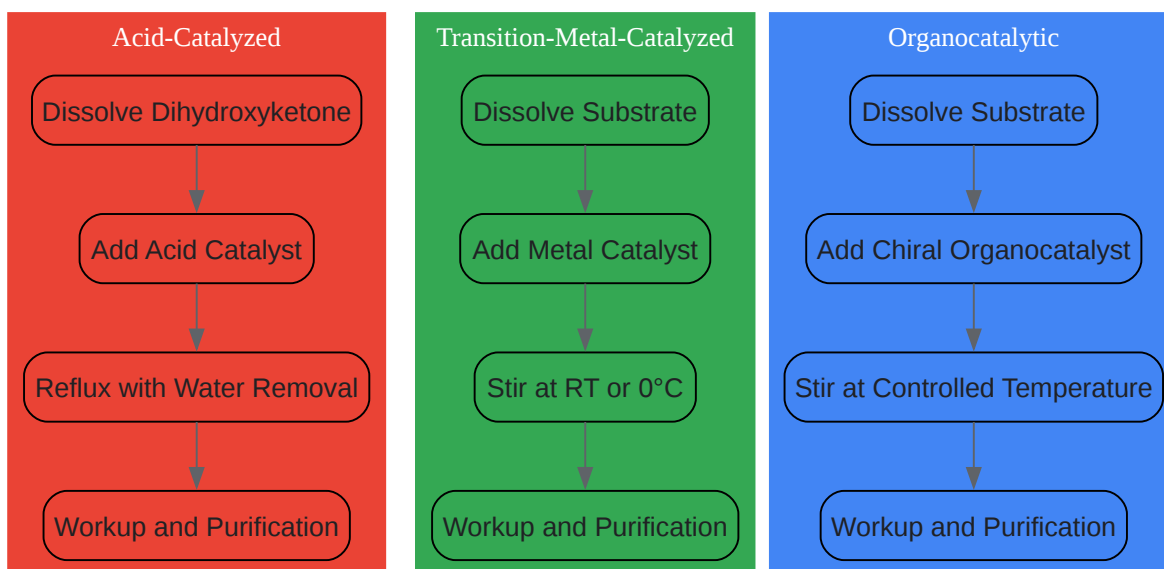 Acid-Catalyzed
Dissolve Dihydroxyketone
Add Acid Catalyst
Reflux with Water Removal
Workup and Purification
Transition-Metal-Catalyzed
Dissolve Substrate
Add Metal Catalyst
Stir at RT or 0°C
Workup and Purification
Organocatalytic
Dissolve Substrate
Add Chiral Organocatalyst
Stir at Controlled Temperature
Workup and Purification